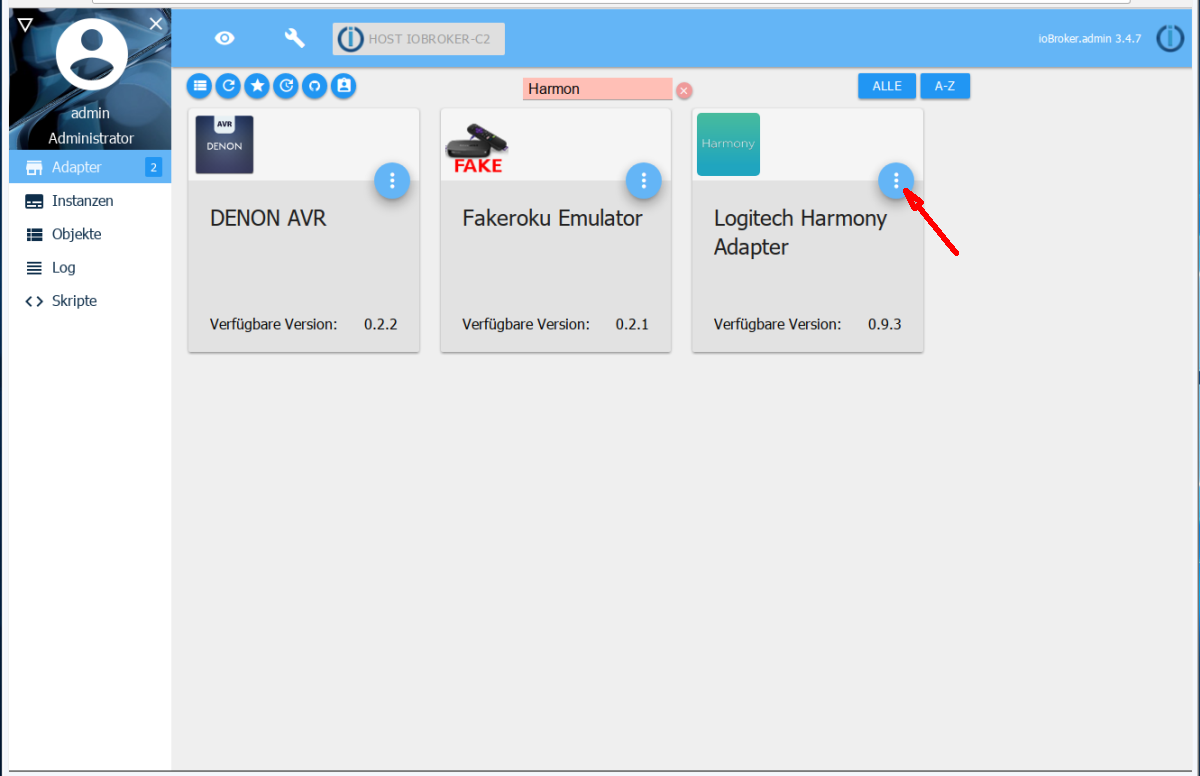 admin
Administrator
Adapter 2
Instanzen
Objekte
Log
Skripte
HOST IOBROKER-C2
ioBroker.admin 3.4.7
Harmon
ALLE
A-Z
AVR
DENON
DENON AVR
Verfügbare Version: 0.2.2
FAKE
Fakeroku Emulator
Verfügbare Version: 0.2.1
Harmony
Logitech Harmony
Adapter
Verfügbare Version: 0.9.3